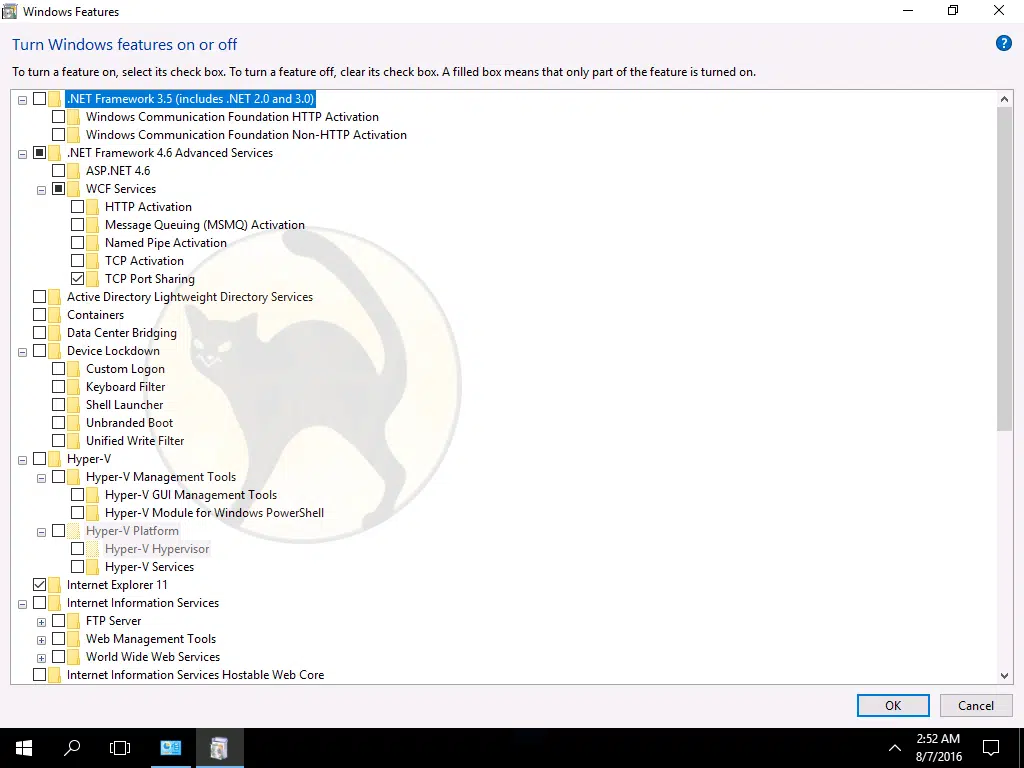 Windows Features
Turn Windows features on or off
To turn a feature on, select its check box. To turn a feature off, clear its check box. A filled box means that only part of the feature is turned on.
.NET Framework 3.5 (includes .NET 2.0 and 3.0)
Windows Communication Foundation HTTP Activation
Windows Communication Foundation Non-HTTP Activation
.NET Framework 4.6 Advanced Services
ASP.NET 4.6
WCF Services
HTTP Activation
Message Queuing (MSMQ) Activation
Named Pipe Activation
TCP Activation
TCP Port Sharing
Active Directory Lightweight Directory Services
Containers
Data Center Bridging
Device Lockdown
Custom Logon
Keyboard Filter
Shell Launcher
Unbranded Boot
Unified Write Filter
Hyper-V
Hyper-V Management Tools
Hyper-V GUI Management Tools
Hyper-V Module for Windows PowerShell
Hyper-V Platform
Hyper-V Hypervisor
Hyper-V Services
Internet Explorer 11
Internet Information Services
FTP Server
Web Management Tools
World Wide Web Services
Internet Information Services Hostable Web Core
OK Cancel
2:52 AM
8/7/2016